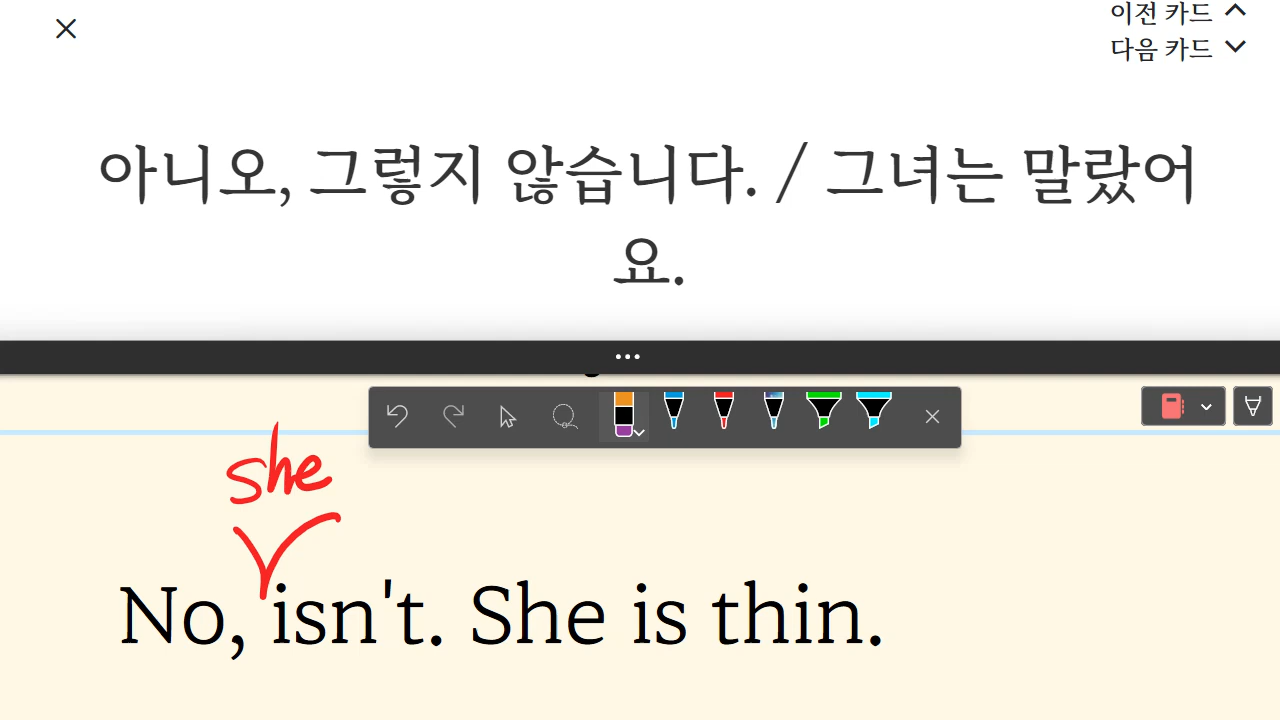 이전 카드
다음 카드
아니오, 그렇지 않습니다. / 그녀는 말랐어
요.
she
No, isn't. She is thin.